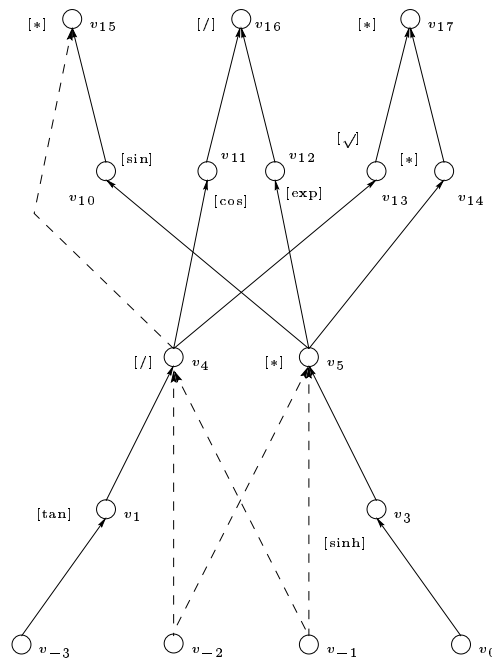 [*] v₁₅ [/] v₁₆ [*] v₁₇
[√]
[sin] v₁₁ v₁₂ [*]
v₁₀ [cos] [exp] v₁₃ v₁₄
[/] v₄ [*] v₅
[tan] v₁ v₃
[sinh]
v₋₃ v₋₂ v₋₁